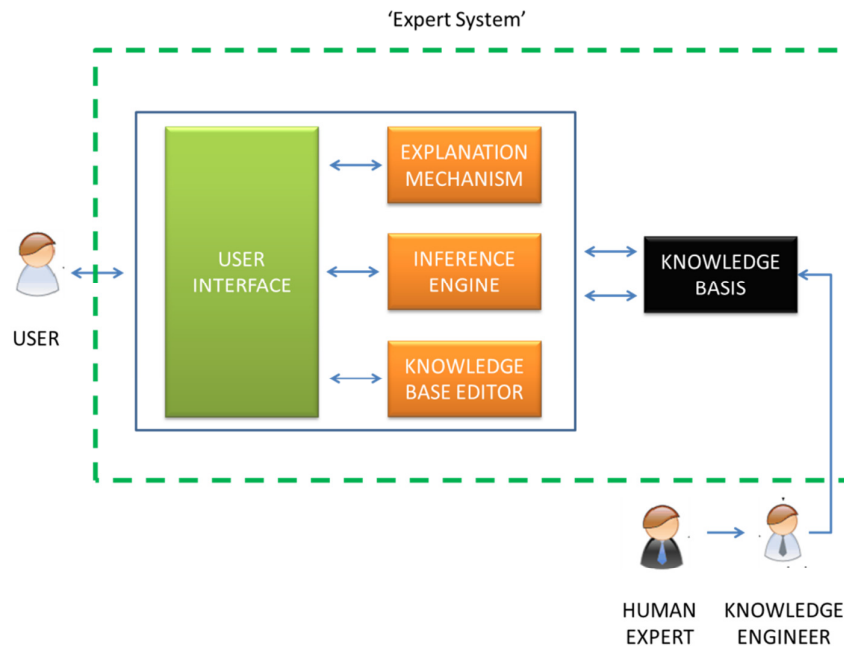 ‘Expert System’
EXPLANATION
MECHANISM
USER
INTERFACE
INFERENCE
ENGINE
KNOWLEDGE
BASIS
USER
KNOWLEDGE
BASE EDITOR
HUMAN
EXPERT
KNOWLEDGE
ENGINEER